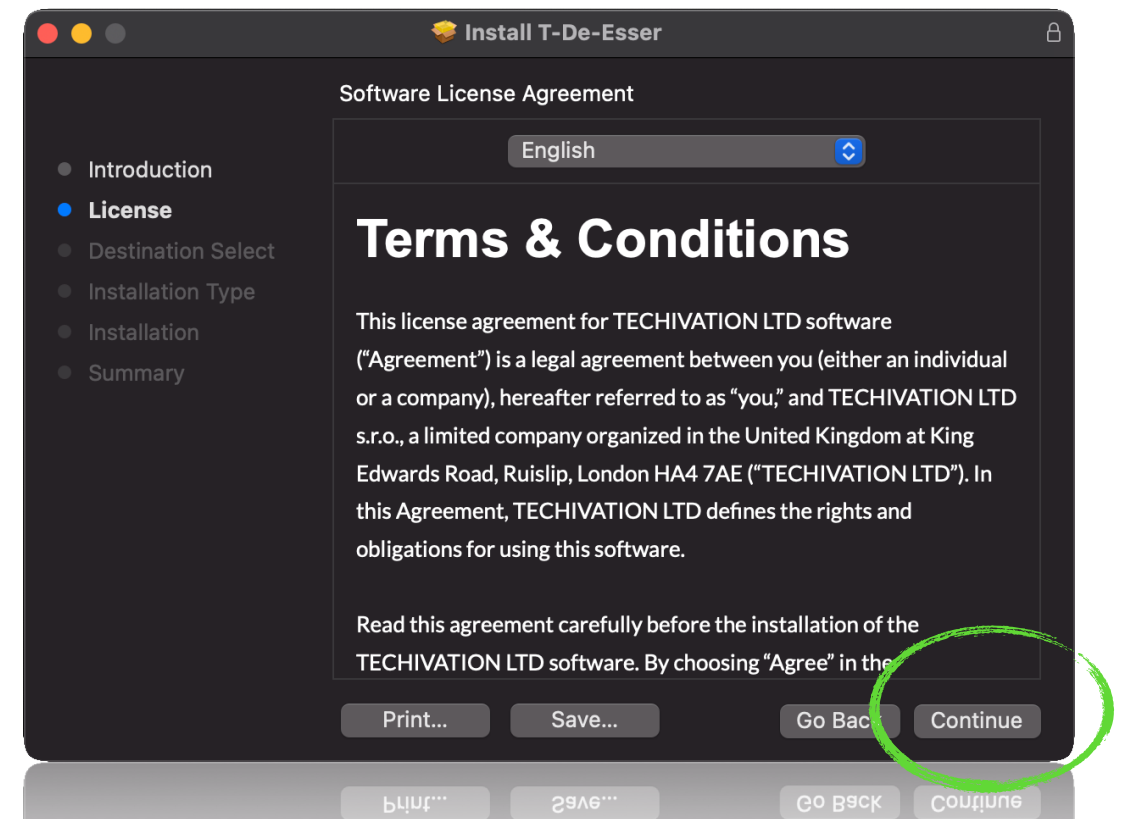 Install T-De-Esser
Software License Agreement
English
Introduction
License
Destination Select
Installation Type
Installation
Summary
Terms & Conditions
This license agreement for TECHIVATION LTD software
(“Agreement”) is a legal agreement between you (either an individual
or a company), hereafter referred to as “you,” and TECHIVATION LTD
s.r.o., a limited company organized in the United Kingdom at King
Edwards Road, Ruislip, London HA4 7AE (“TECHIVATION LTD”). In
this Agreement, TECHIVATION LTD defines the rights and
obligations for using this software.
Read this agreement carefully before the installation of the
TECHIVATION LTD software. By choosing “Agree” in the
Print...
Save...
Go Back
Continue
Print...
Save...
Go Back
Continue